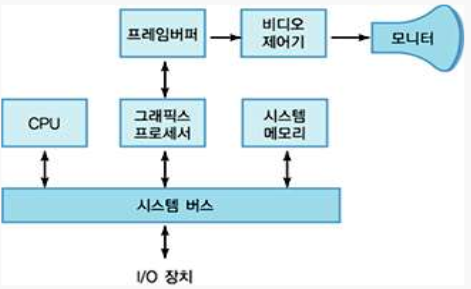 프레임버퍼
비디오
제어기
모니터
CPU
그래픽스
프로세서
시스템
메모리
시스템 버스
I/O 장치